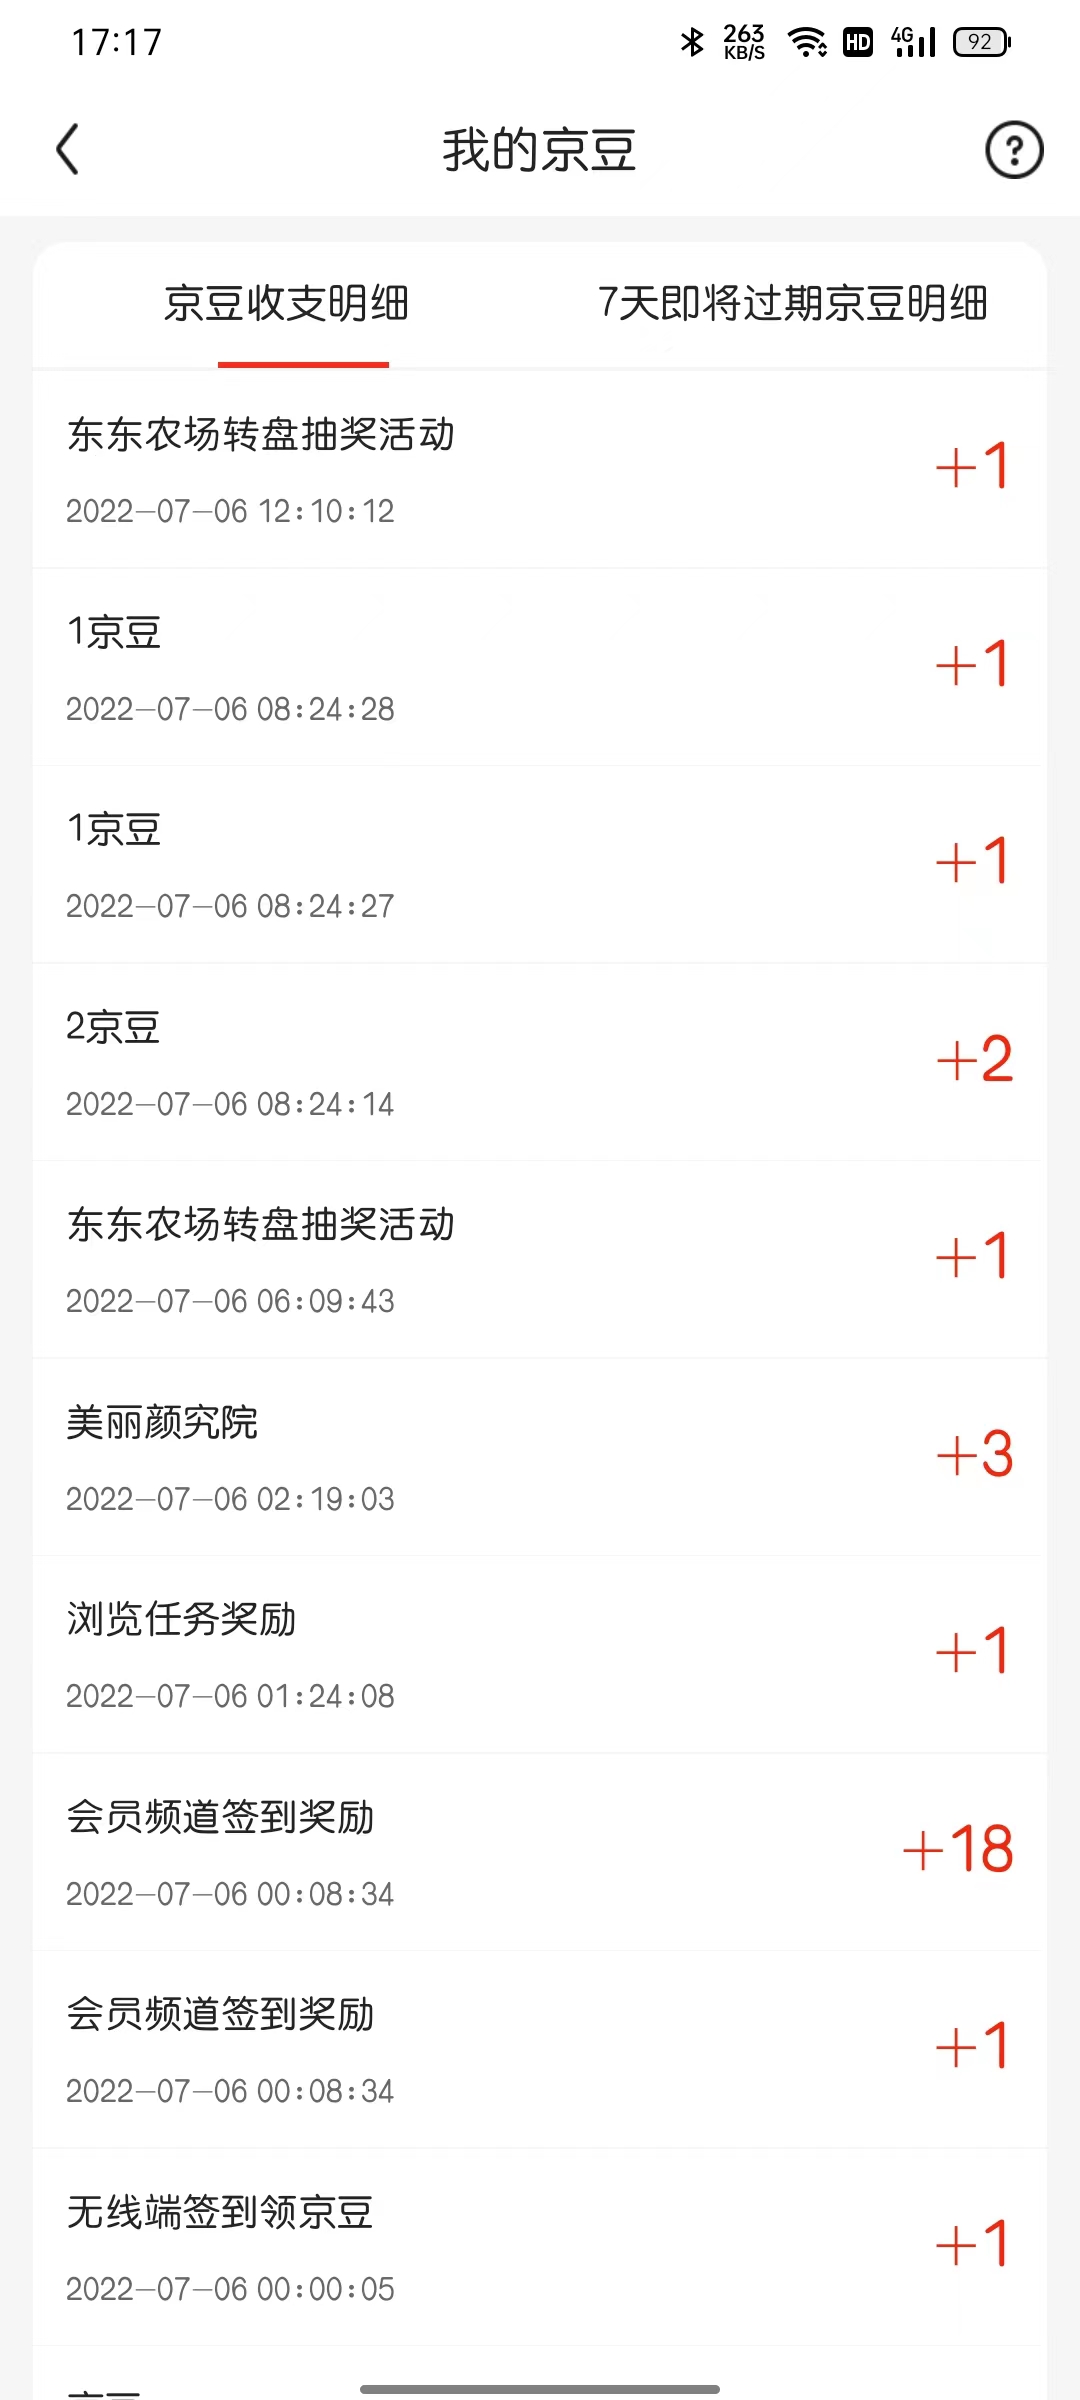 17:17
263 KB/S HD 4G 92
我的京豆
?
京豆收支明细 7天即将过期京豆明细
东东农场转盘抽奖活动
+1
2022-07-06 12:10:12
1京豆
+1
2022-07-06 08:24:28
1京豆
+1
2022-07-06 08:24:27
2京豆
+2
2022-07-06 08:24:14
东东农场转盘抽奖活动
+1
2022-07-06 06:09:43
美丽颜究院
+3
2022-07-06 02:19:03
浏览任务奖励
+1
2022-07-06 01:24:08
会员频道签到奖励
+18
2022-07-06 00:08:34
会员频道签到奖励
+1
2022-07-06 00:08:34
无线端签到领京豆
+1
2022-07-06 00:00:05